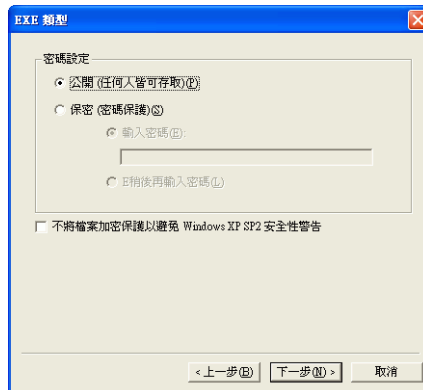 EXE 類型
密碼設定
公開 (任何人皆可存取)(P)
保密 (密碼保護)(S)
輸入密碼(E):
E稍後再輸入密碼(L)
不將檔案加密保護以避免 Windows XP SP2 安全性警告
<上一步(B) 下一步(N)> 取消